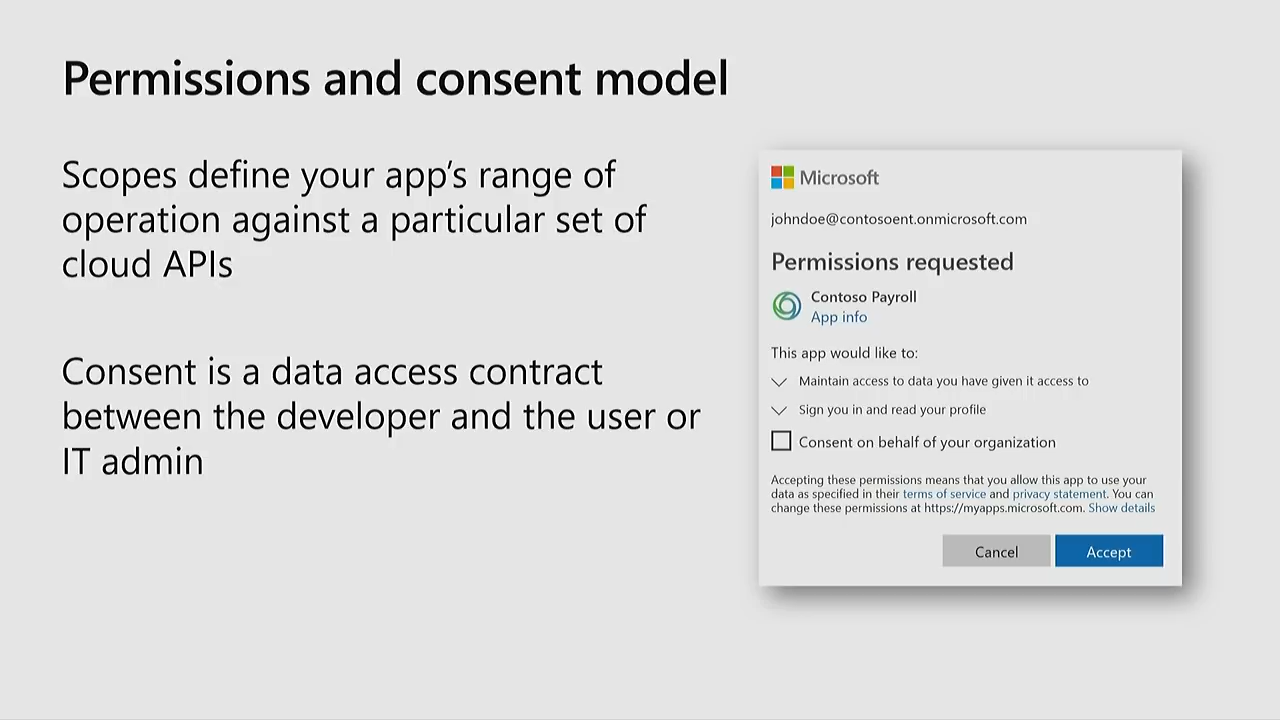 Permissions and consent model
Scopes define your app's range of
operation against a particular set of
cloud APIs
Consent is a data access contract
between the developer and the user or
IT admin
Microsoft
johndoe@contosoent.onmicrosoft.com
Permissions requested
Contoso Payroll
App info
This app would like to:
Maintain access to data you have given it access to
Sign you in and read your profile
Consent on behalf of your organization
Accepting these permissions means that you allow this app to use your
data as specified in their terms of service and privacy statement. You can
change these permissions at https://myapps.microsoft.com. Show details
Cancel
Accept